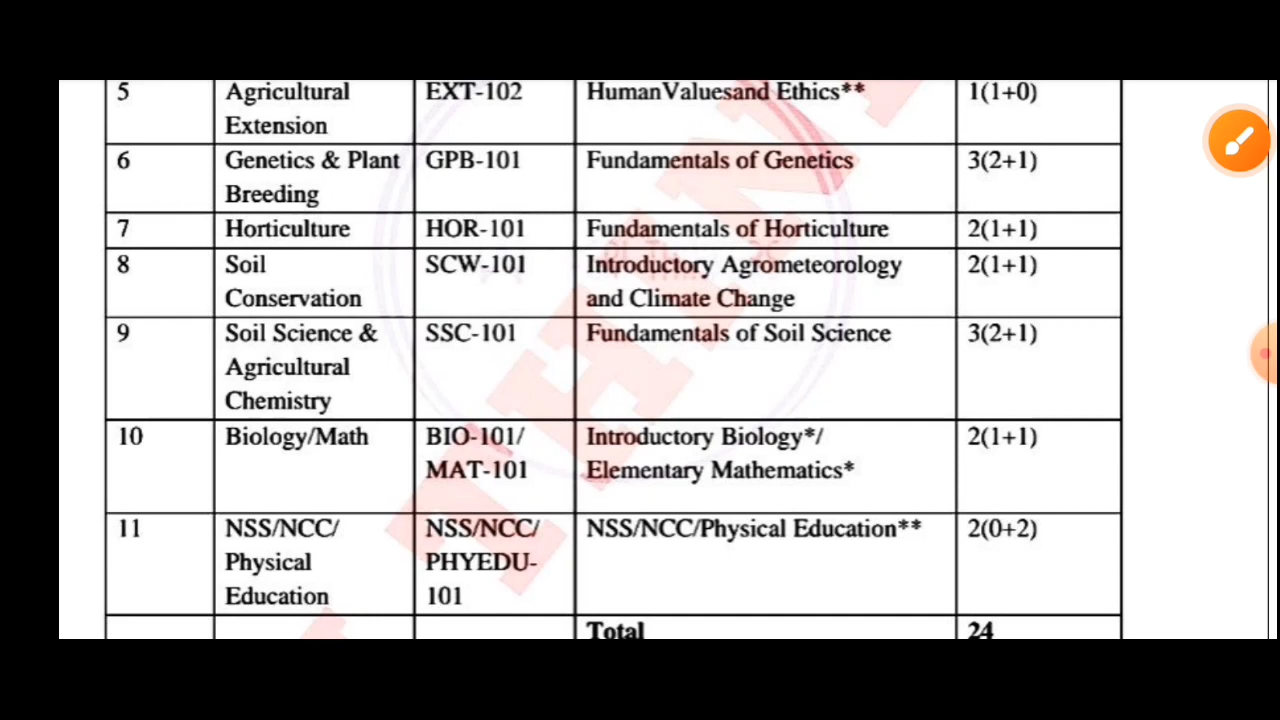 5 Agricultural EXT-102 HumanValuesand Ethics** 1(1+0)
Extension
6 Genetics & Plant GPB-101 Fundamentals of Genetics 3(2+1)
Breeding
7 Horticulture HOR-101 Fundamentals of Horticulture 2(1+1)
8 Soil SCW-101 Introductory Agrometeorology 2(1+1)
Conservation and Climate Change
9 Soil Science & SSC-101 Fundamentals of Soil Science 3(2+1)
Agricultural
Chemistry
10 Biology/Math BIO-101/ Introductory Biology*/ 2(1+1)
MAT-101 Elementary Mathematics*
11 NSS/NCC/ NSS/NCC/ NSS/NCC/Physical Education** 2(0+2)
Physical PHYEDU-
Education 101
Total 24